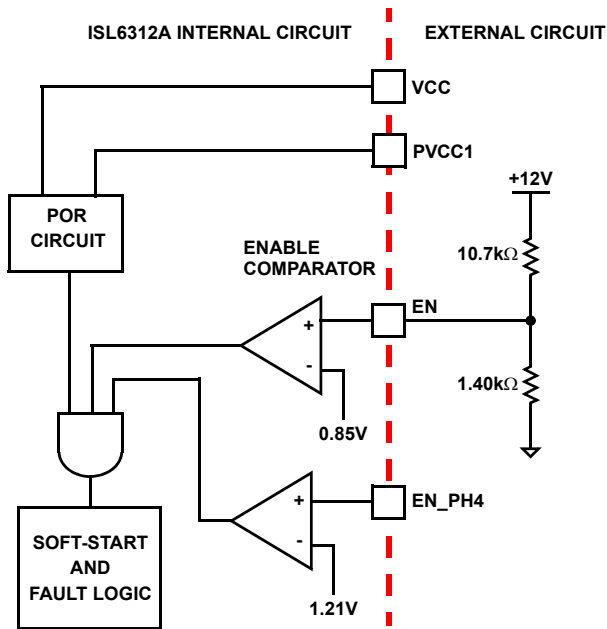 ISL6312A INTERNAL CIRCUIT
EXTERNAL CIRCUIT
VCC
PVCC1
+12V
POR
CIRCUIT
10.7kΩ
ENABLE
COMPARATOR
EN
+
-
1.40kΩ
0.85V
EN_PH4
+
-
SOFT-START
AND
FAULT LOGIC
1.21V